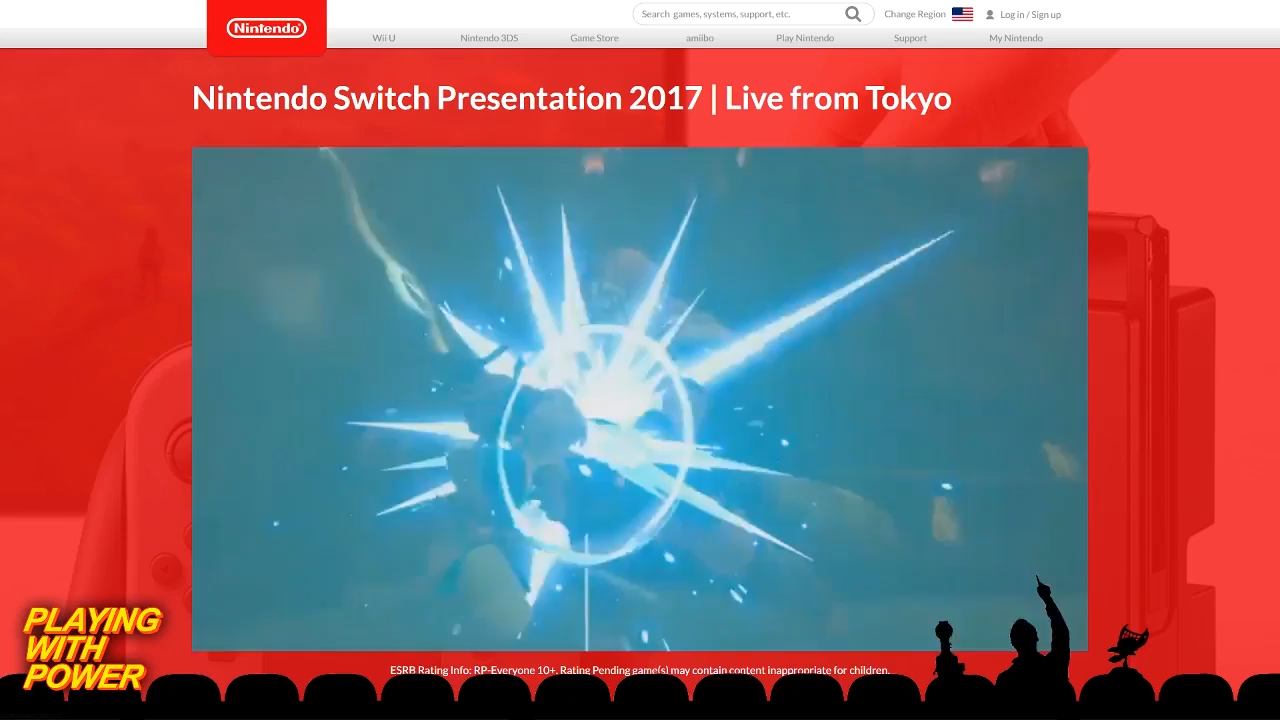 Search games, systems, support, etc.
Change Region
Log in / Sign up
Nintendo®
Wii U
Nintendo 3DS
Game Store
amiibo
Play Nintendo
Support
My Nintendo
Nintendo Switch Presentation 2017 | Live from Tokyo
PLAYING
WITH
POWER
ESRB Rating Info: RP-Everyone 10+, Rating Pending game(s) may contain content inappropriate for children.